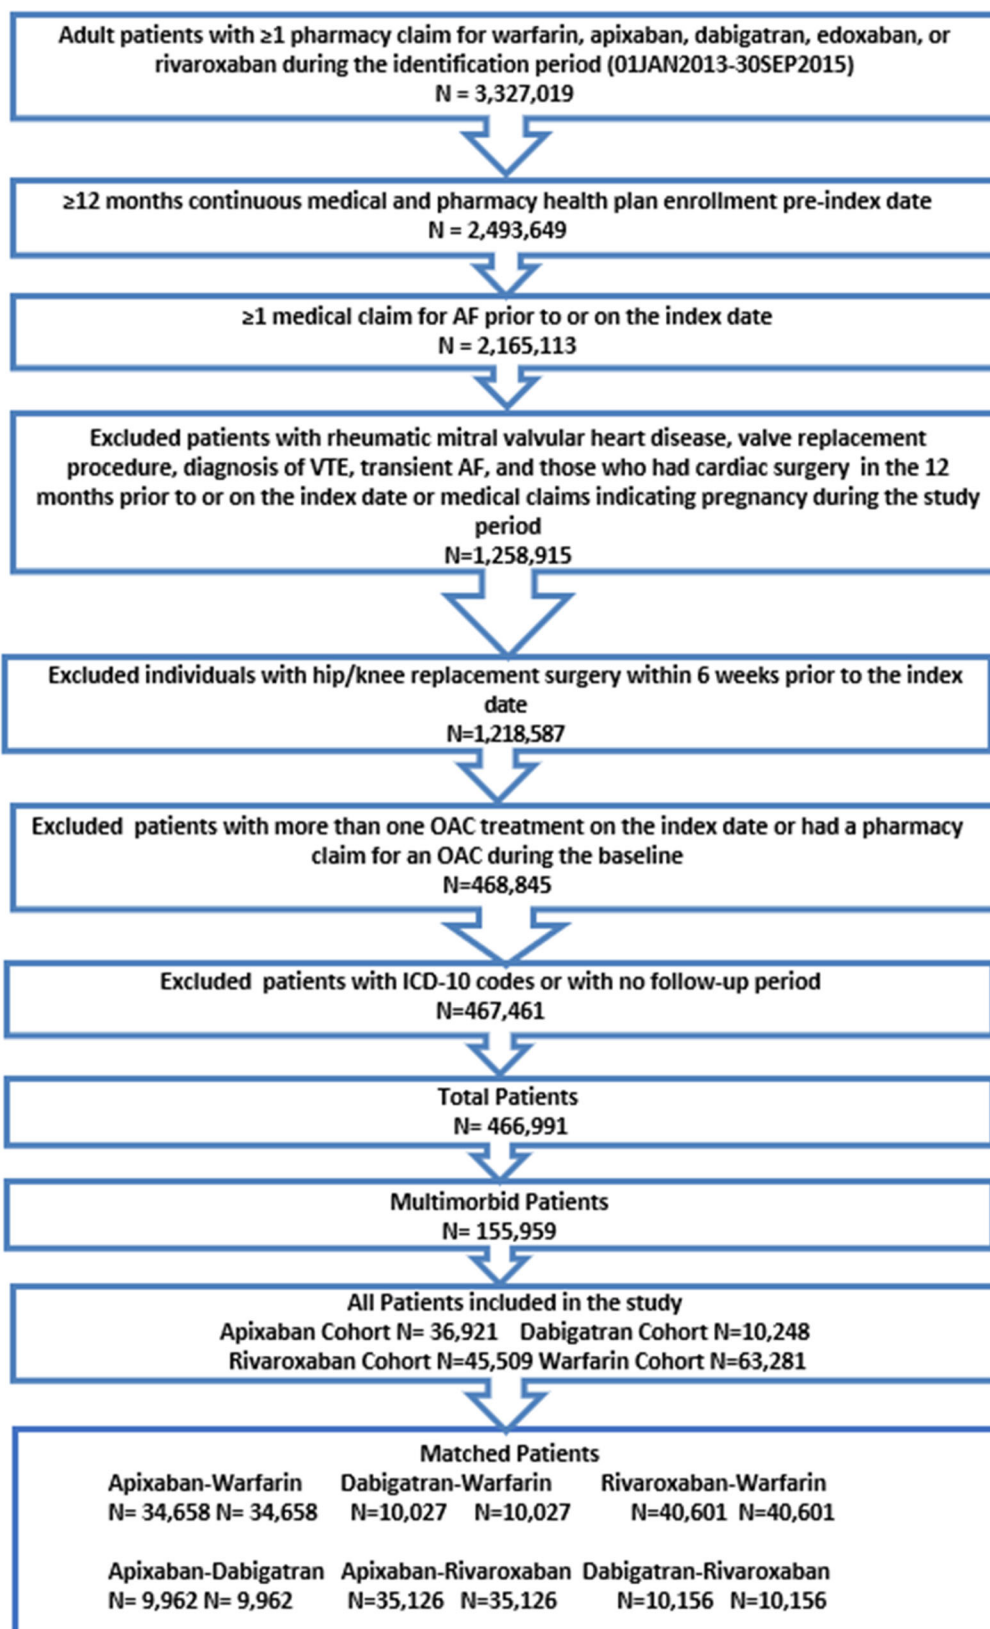 Adult patients with ≥1 pharmacy claim for warfarin, apixaban, dabigatran, edoxaban, or
rivaroxaban during the identification period (01JAN2013-30SEP2015)
N = 3,327,019
≥12 months continuous medical and pharmacy health plan enrollment pre-index date
N = 2,493,649
≥1 medical claim for AF prior to or on the index date
N = 2,165,113
Excluded patients with rheumatic mitral valvular heart disease, valve replacement
procedure, diagnosis of VTE, transient AF, and those who had cardiac surgery in the 12
months prior to or on the index date or medical claims indicating pregnancy during the study
period
N=1,258,915
Excluded individuals with hip/knee replacement surgery within 6 weeks prior to the index
date
N=1,218,587
Excluded patients with more than one OAC treatment on the index date or had a pharmacy
claim for an OAC during the baseline
N=468,845
Excluded patients with ICD-10 codes or with no follow-up period
N=467,461
Total Patients
N= 466,991
Multimorbid Patients
N= 155,959
All Patients included in the study
Apixaban Cohort N= 36,921 Dabigatran Cohort N=10,248
Rivaroxaban Cohort N=45,509 Warfarin Cohort N=63,281
Matched Patients
Apixaban-Warfarin Dabigatran-Warfarin Rivaroxaban-Warfarin
N= 34,658 N= 34,658 N=10,027 N=10,027 N=40,601 N=40,601
Apixaban-Dabigatran Apixaban-Rivaroxaban Dabigatran-Rivaroxaban
N= 9,962 N= 9,962 N=35,126 N=35,126 N=10,156 N=10,156